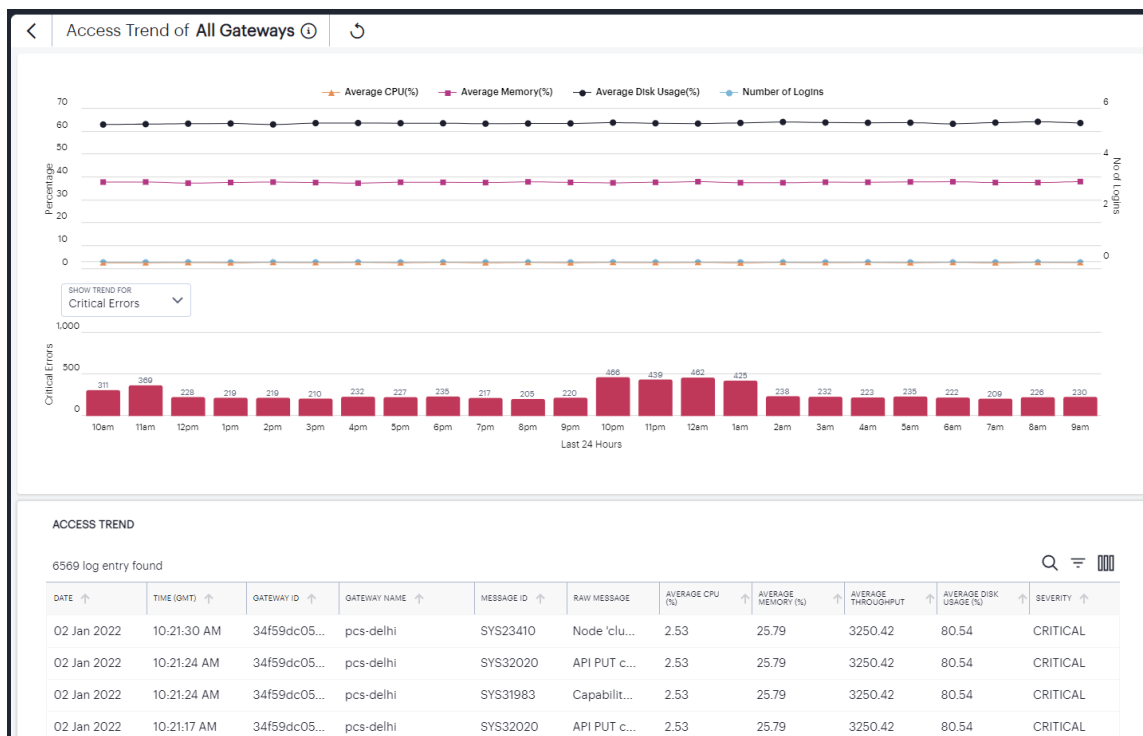 Access Trend of All Gateways
Average CPU(%) Average Memory(%) Average Disk Usage(%) Number of Logins
70 6
60
50 4
40
30
20 2
10
0 0
Percentage
No of Logins
SHOW TREND FOR
Critical Errors
1,000
500
0
Critical Errors
311 369 228 219 219 210 232 227 235 217 205 220 466 439 462 425 238 232 223 235 222 209 226 230
10am 11am 12pm 1pm 2pm 3pm 4pm 5pm 6pm 7pm 8pm 9pm 10pm 11pm 12am 1am 2am 3am 4am 5am 6am 7am 8am 9am
Last 24 Hours
ACCESS TREND
6569 log entry found
DATE TIME (GMT) GATEWAY ID GATEWAY NAME MESSAGE ID RAW MESSAGE AVERAGE CPU (%) AVERAGE MEMORY (%) AVERAGE THROUGHPUT AVERAGE DISK USAGE (%) SEVERITY
02 Jan 2022 10:21:30 AM 34f59dc05... pcs-delhi SYS23410 Node 'clu... 2.53 25.79 3250.42 80.54 CRITICAL
02 Jan 2022 10:21:24 AM 34f59dc05... pcs-delhi SYS32020 API PUT c... 2.53 25.79 3250.42 80.54 CRITICAL
02 Jan 2022 10:21:24 AM 34f59dc05... pcs-delhi SYS31983 Capabilit... 2.53 25.79 3250.42 80.54 CRITICAL
02 Jan 2022 10:21:17 AM 34f59dc05... pcs-delhi SYS32020 API PUT c... 2.53 25.79 3250.42 80.54 CRITICAL